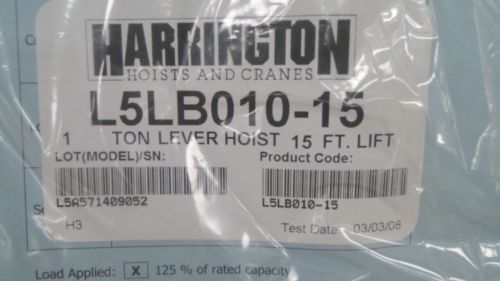 HARRINGTON
HOISTS AND CRANES
L5LB010-15
1 TON LEVER HOIST 15 FT. LIFT
LOT(MODEL)/SN: Product Code:
L5A571409052 L5LB010-15
H3 Test Date: 03/03/08
Load Applied: X 125 % of rated capacity